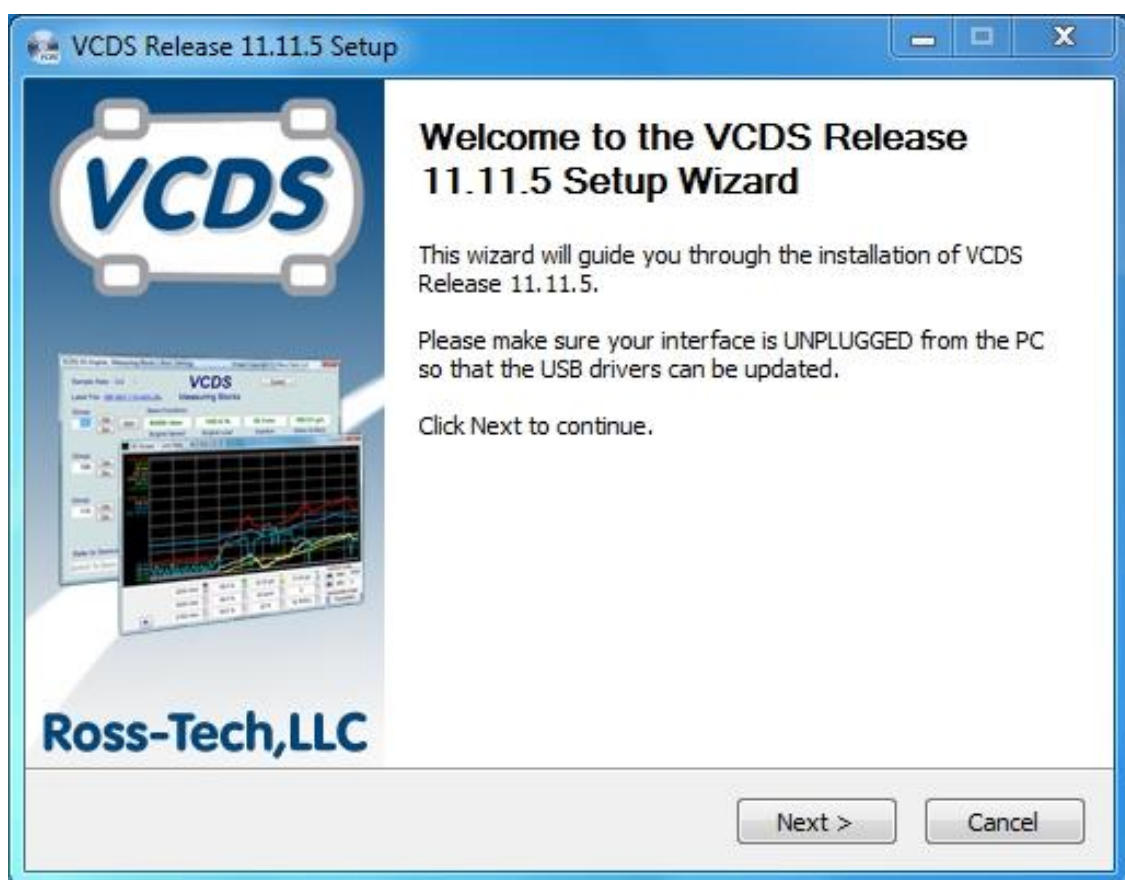 VCDS Release 11.11.5 Setup
VCDS
Welcome to the VCDS Release
11.11.5 Setup Wizard
This wizard will guide you through the installation of VCDS
Release 11.11.5.
Please make sure your interface is UNPLUGGED from the PC
so that the USB drivers can be updated.
Click Next to continue.
VCDS
Measuring Blocks
Ross-Tech,LLC
Next >
Cancel